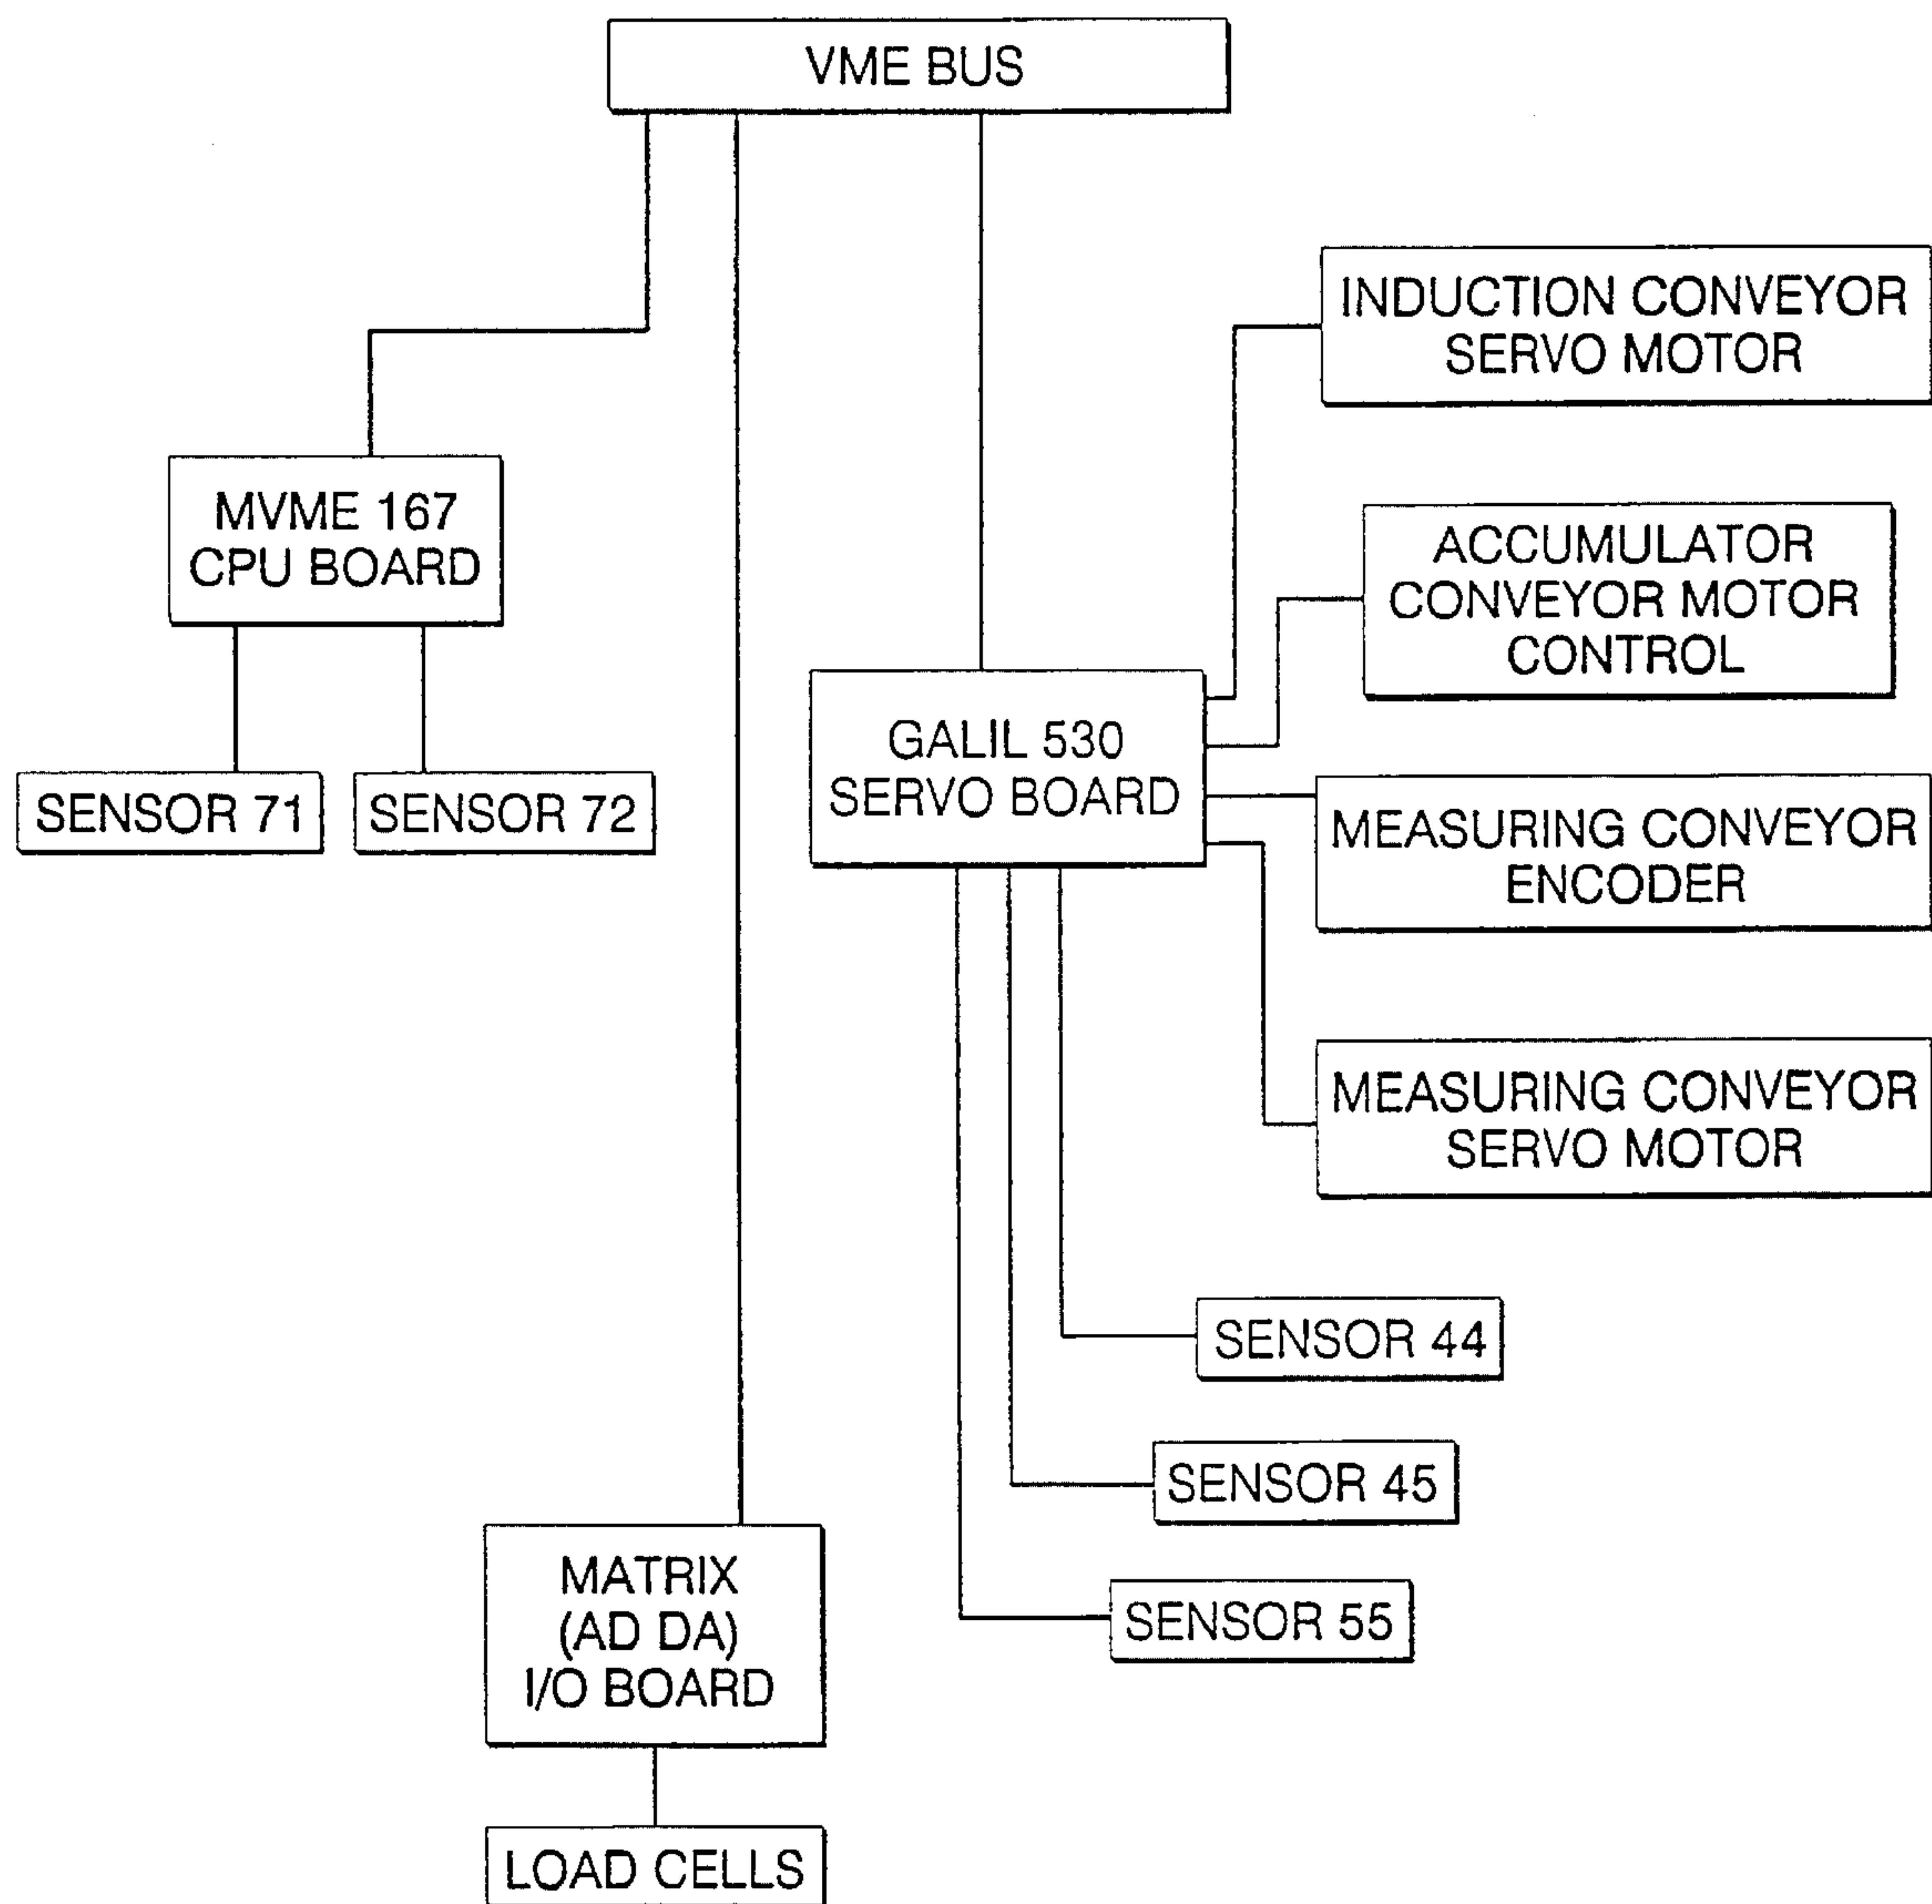 VME BUS
INDUCTION CONVEYOR
SERVO MOTOR
MVME 167
CPU BOARD
ACCUMULATOR
CONVEYOR MOTOR
CONTROL
GALIL 530
SERVO BOARD
SENSOR 71
SENSOR 72
MEASURING CONVEYOR
ENCODER
MEASURING CONVEYOR
SERVO MOTOR
SENSOR 44
SENSOR 45
SENSOR 55
MATRIX
(AD DA)
I/O BOARD
LOAD CELLS